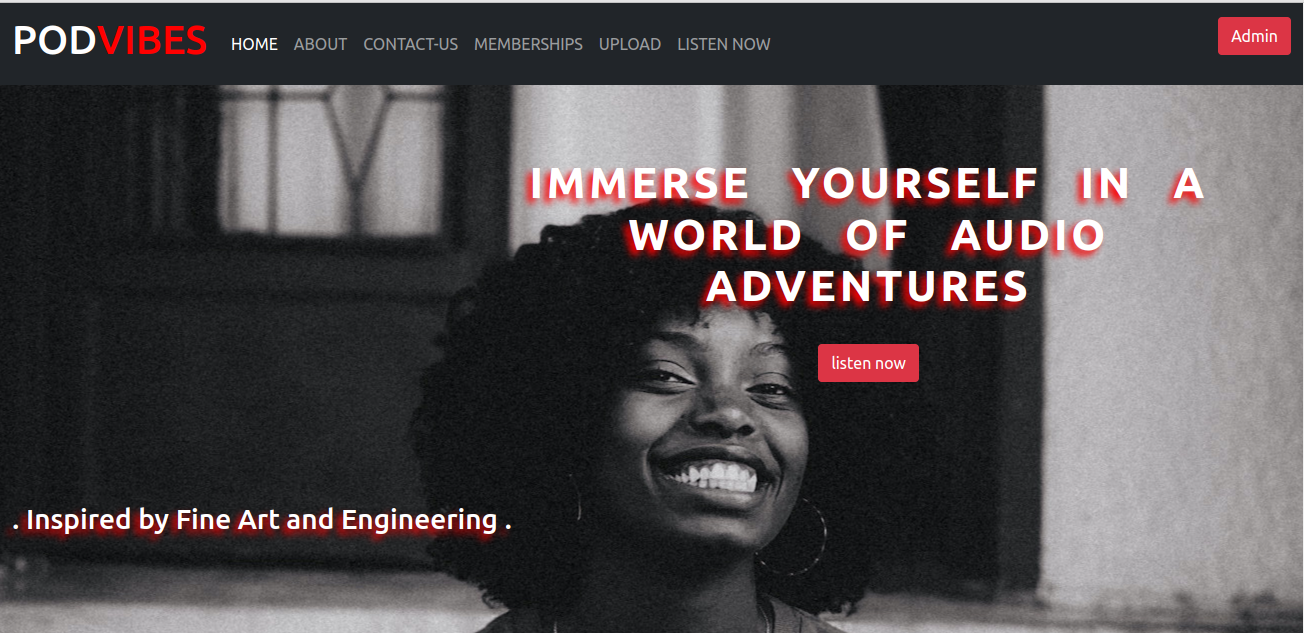 PODVIBES HOME ABOUT CONTACT-US MEMBERSHIPS UPLOAD LISTEN NOW Admin
IMMERSE YOURSELF IN A
WORLD OF AUDIO
ADVENTURES
listen now
. Inspired by Fine Art and Engineering .